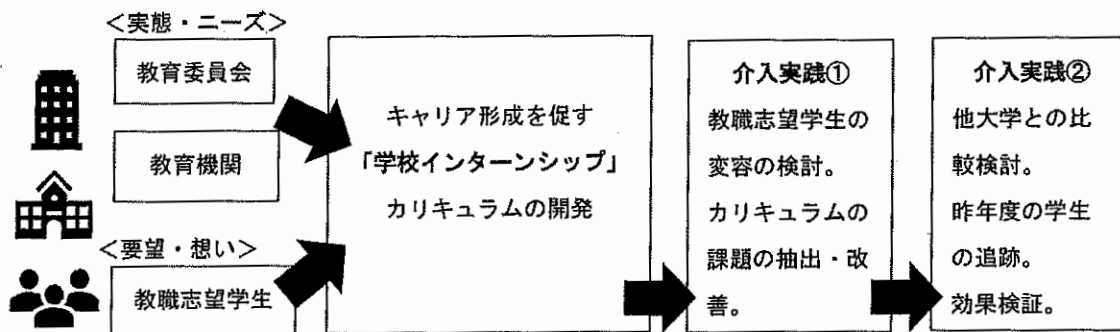 ＜実態・ニーズ＞
教育委員会
教育機関
＜要望・想い＞
教職志望学生
キャリア形成を促す
「学校インターンシップ」
カリキュラムの開発
介入実践①
教職志望学生の
変容の検討。
カリキュラムの
課題の抽出・改
善。
介入実践②
他大学との比
較検討。
昨年度の学生
の追跡。
効果検証。